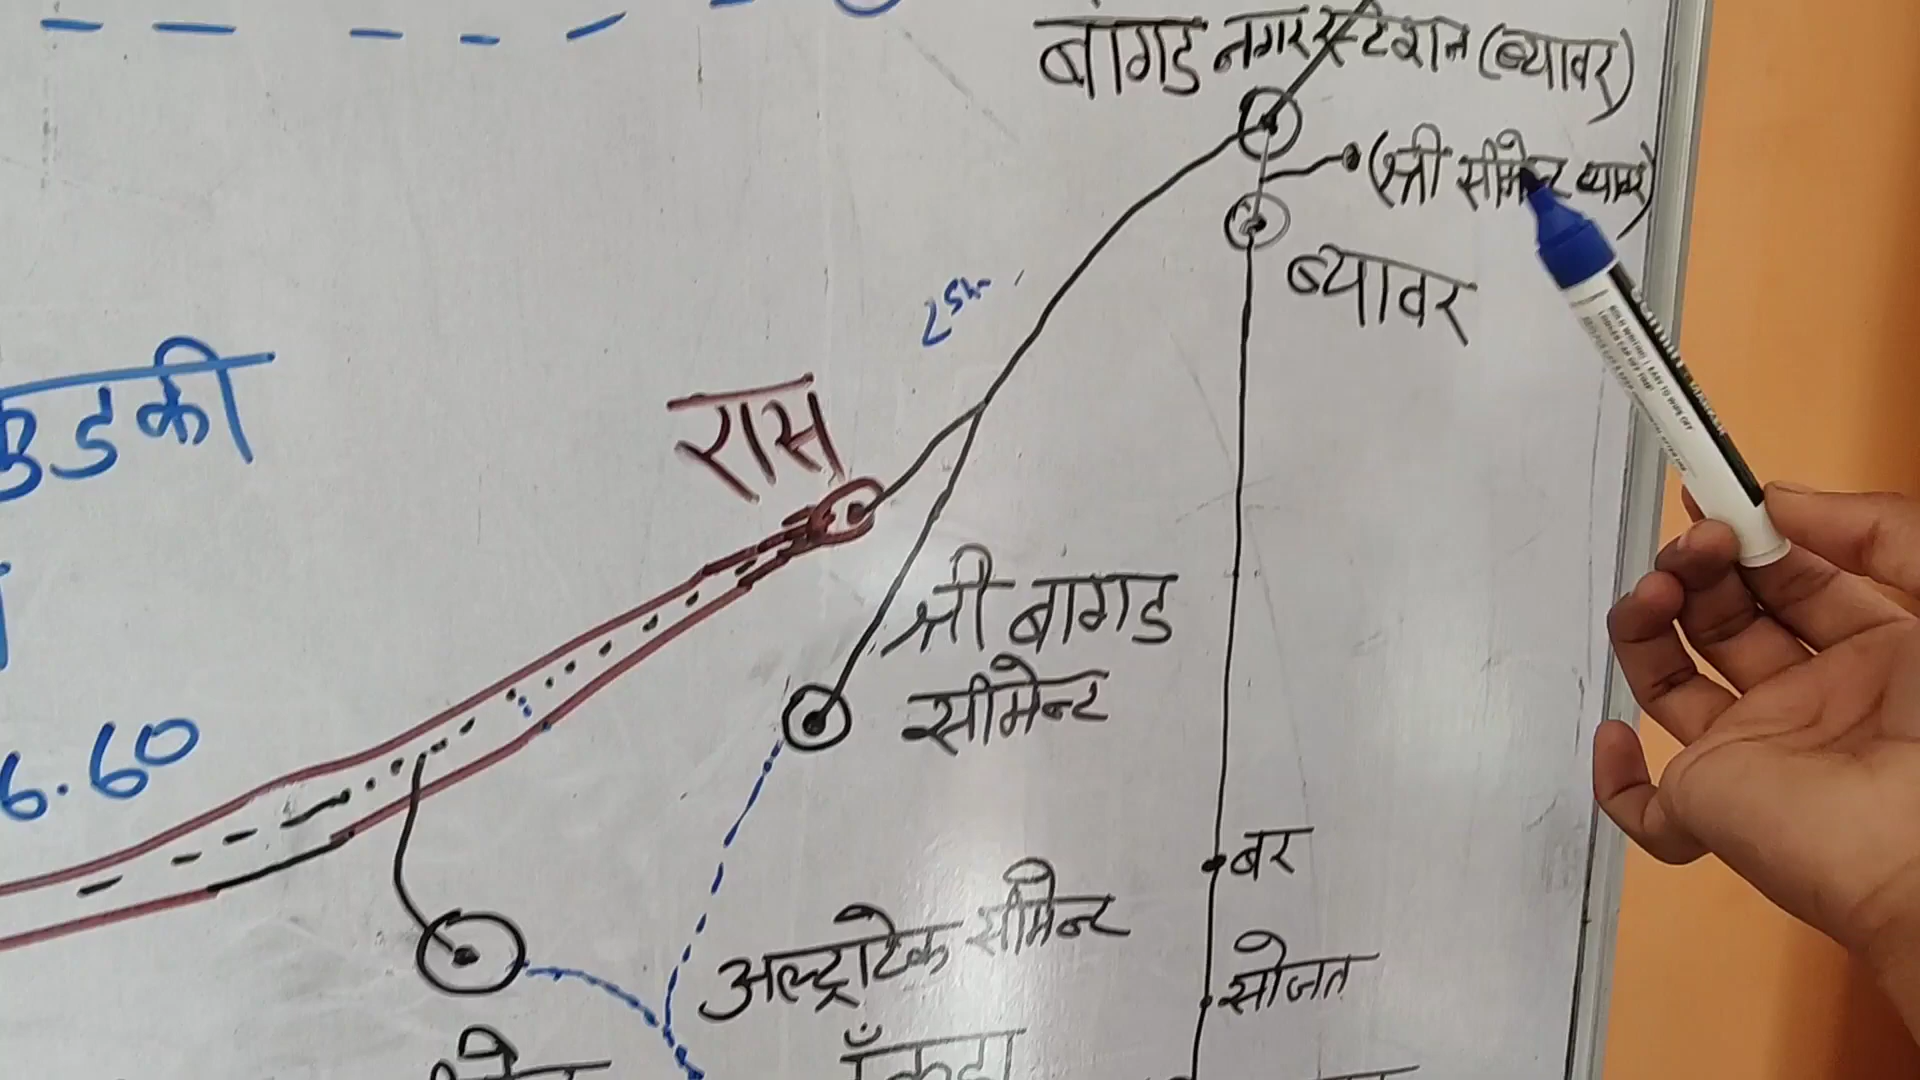 बांगड नगर स्टेशन (ब्यावर)
(श्री सीमेन्ट ब्यावर)
ब्यावर
25km
कुडकी
रास
श्री बांगड
सीमेन्ट
6.60
बर
अल्ट्राटेक सीमेन्ट
सोजत